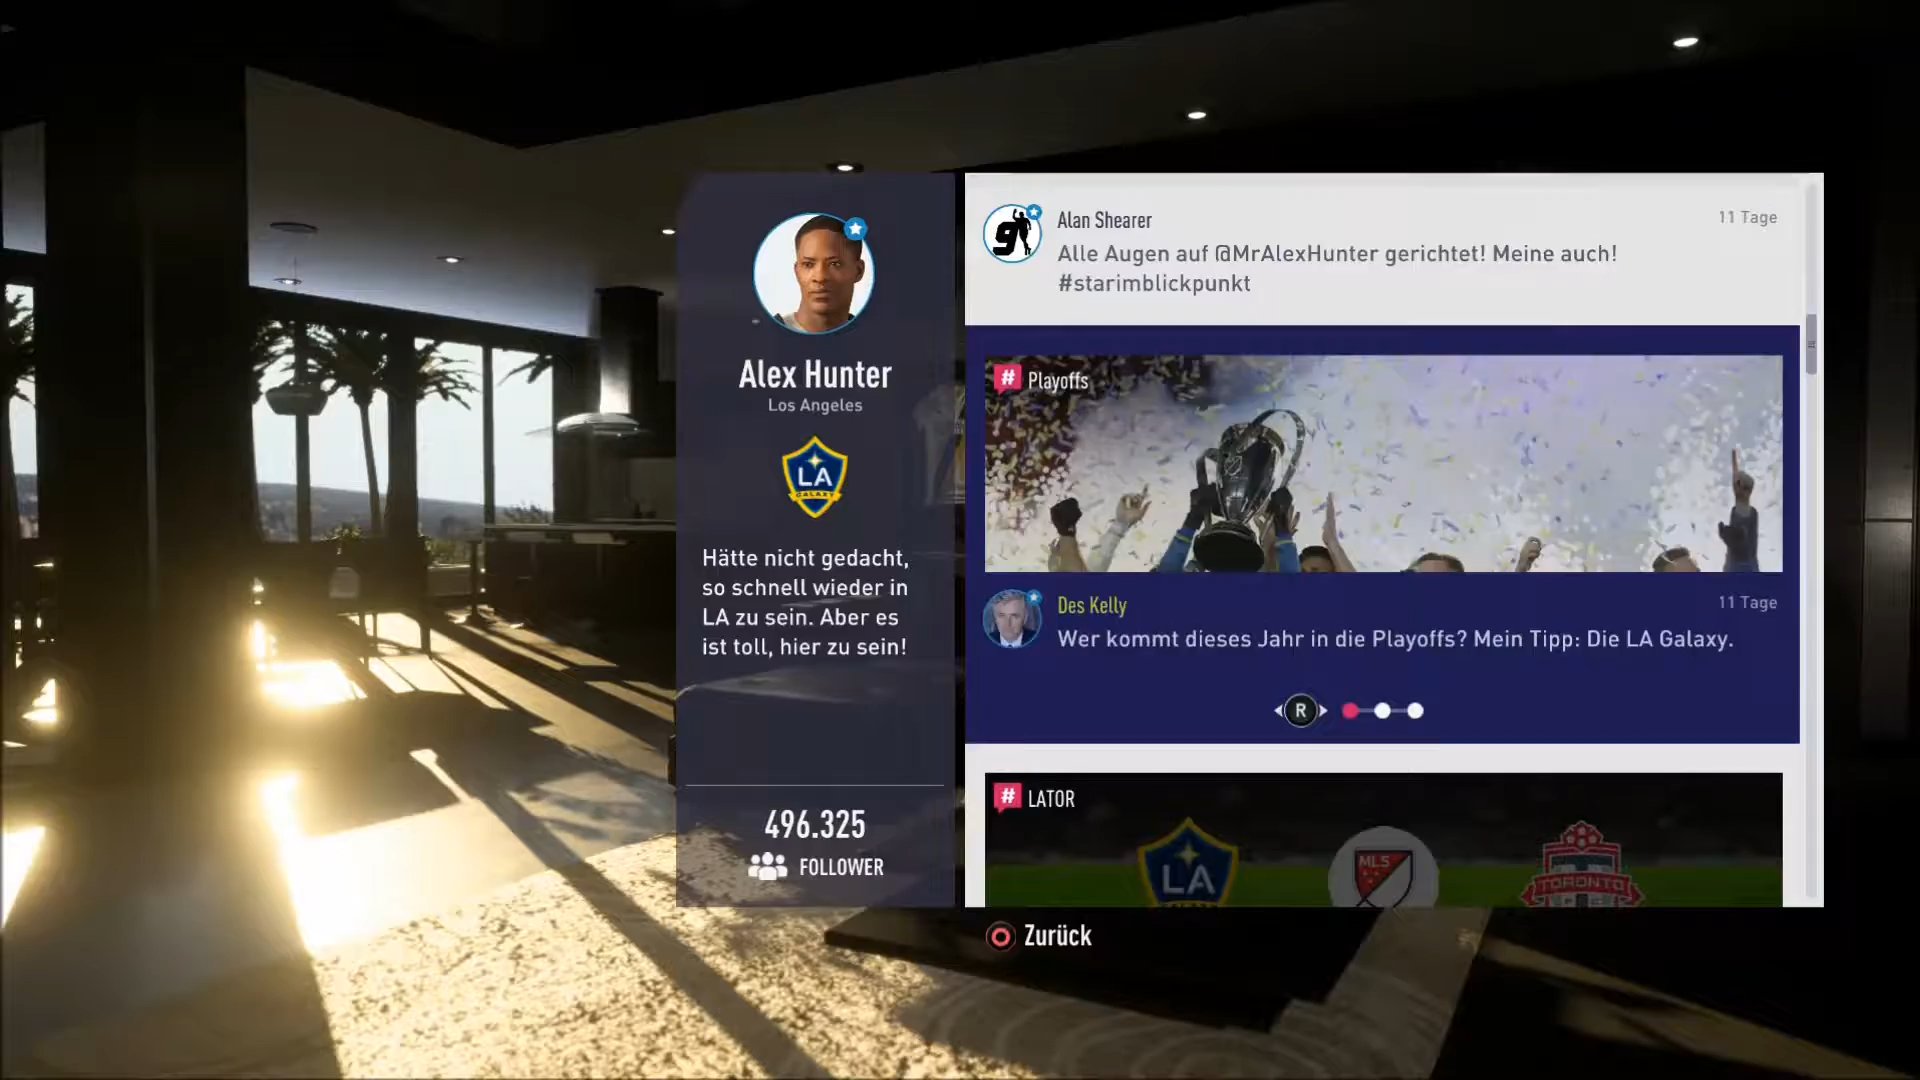 Alex Hunter
Los Angeles
LA
GALAXY
Hätte nicht gedacht,
so schnell wieder in
LA zu sein. Aber es
ist toll, hier zu sein!
496.325
FOLLOWER
9
Alan Shearer
11 Tage
Alle Augen auf @MrAlexHunter gerichtet! Meine auch!
#starimblickpunkt
# Playoffs
Des Kelly
11 Tage
Wer kommt dieses Jahr in die Playoffs? Mein Tipp: Die LA Galaxy.
R
# LATOR
LA
MLS
TORONTO
Zurück